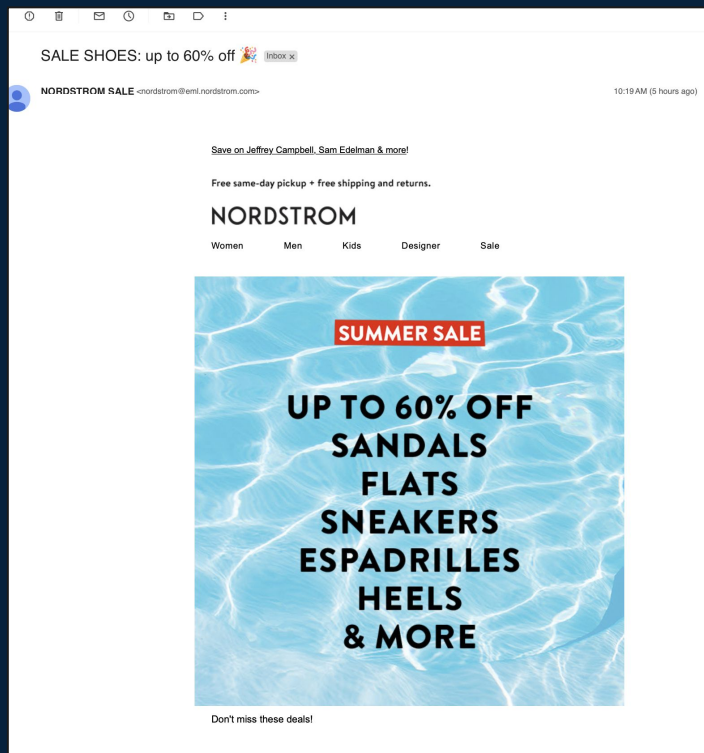 SALE SHOES: up to 60% off 🎉 Inbox x
NORDSTROM SALE <nordstrom@eml.nordstrom.com> 10:19 AM (5 hours ago)
Save on Jeffrey Campbell, Sam Edelman & more!
Free same-day pickup + free shipping and returns.
NORDSTROM
Women Men Kids Designer Sale
SUMMER SALE
UP TO 60% OFF
SANDALS
FLATS
SNEAKERS
ESPADRILLES
HEELS
& MORE
Don't miss these deals!